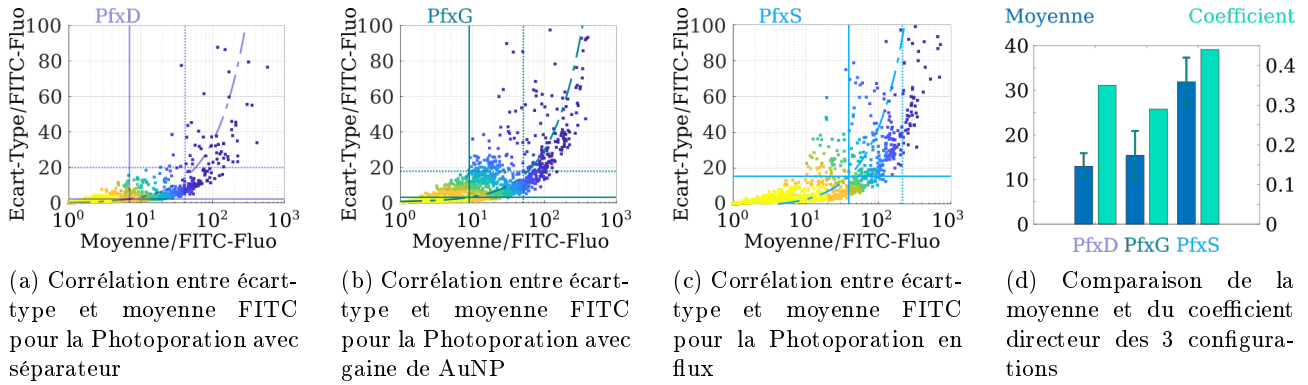 PfxD
Ecart-Type/FITC-Fluo
100
80
60
40
20
0
10^0
10^1
10^2
10^3
Moyenne/FITC-Fluo
(a) Corrélation entre écart-
type et moyenne FITC
pour la Photoporation avec
séparateur
PfxG
Ecart-Type/FITC-Fluo
100
80
60
40
20
0
10^0
10^1
10^2
10^3
Moyenne/FITC-Fluo
(b) Corrélation entre écart-
type et moyenne FITC
pour la Photoporation avec
gaine de AuNP
PfxS
Ecart-Type/FITC-Fluo
100
80
60
40
20
0
10^0
10^1
10^2
10^3
Moyenne/FITC-Fluo
(c) Corrélation entre écart-
type et moyenne FITC
pour la Photoporation en
flux
Moyenne Coefficient
40
30
20
10
0
0.4
0.3
0.2
0.1
0
PfxD PfxG PfxS
(d) Comparaison de la
moyenne et du coefficient
directeur des 3 configura-
tions